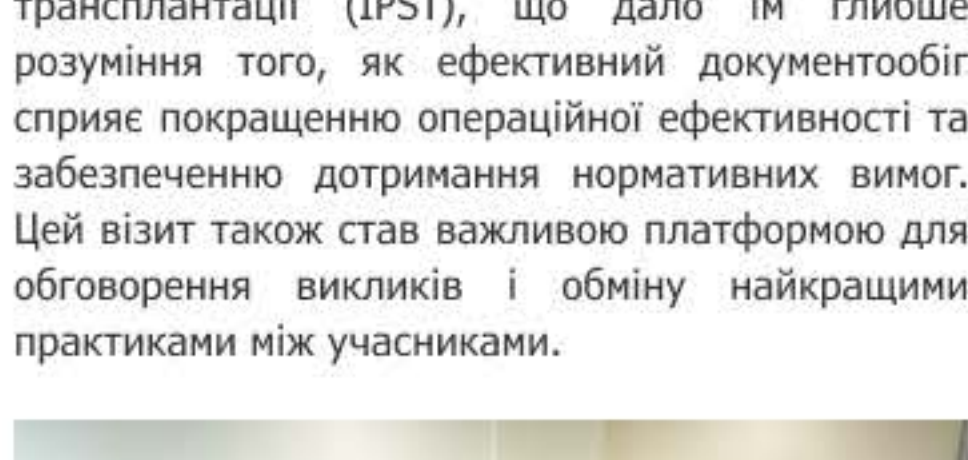 трансплантації (IPST), що дало їм глибше
розуміння того, як ефективний документообіг
сприяє покращенню операційної ефективності та
забезпеченню дотримання нормативних вимог.
Цей візит також став важливою платформою для
обговорення викликів і обміну найкращими
практиками між учасниками.